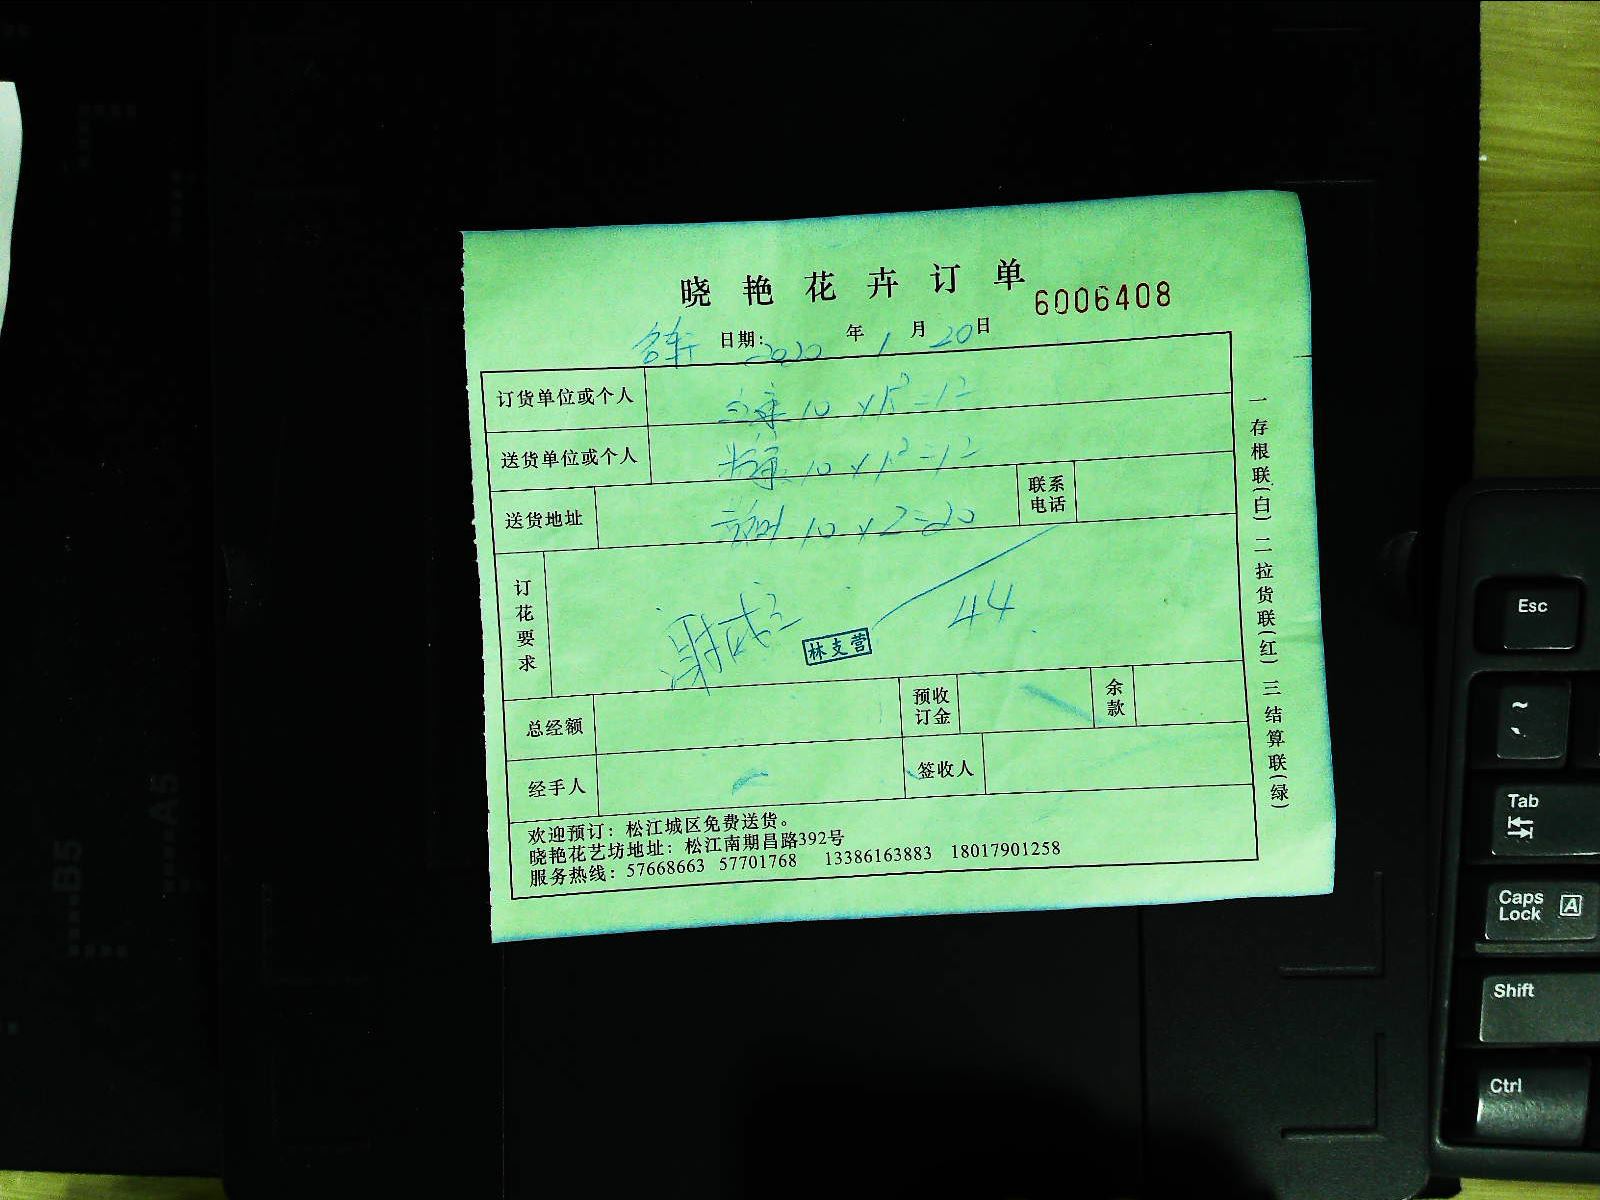 晓艳花卉订单
6006408
日期: 2020 年 1 月 20 日
订货单位或个人
10 x 1.2=12
送货单位或个人
10 x 1.2=12
送货地址
10 x 2=20
联系电话
订花要求
44
林支营
总经额
预收订金
余款
经手人
签收人
欢迎预订：松江城区免费送货。
晓艳花艺坊地址：松江南期昌路392号
服务热线：57668663 57701768 13386163883 18017901258
一存根联(白) 二拉货联(红) 三结算联(绿)
B5
A5
Esc
~
`
Tab
Caps Lock A
Shift
Ctrl